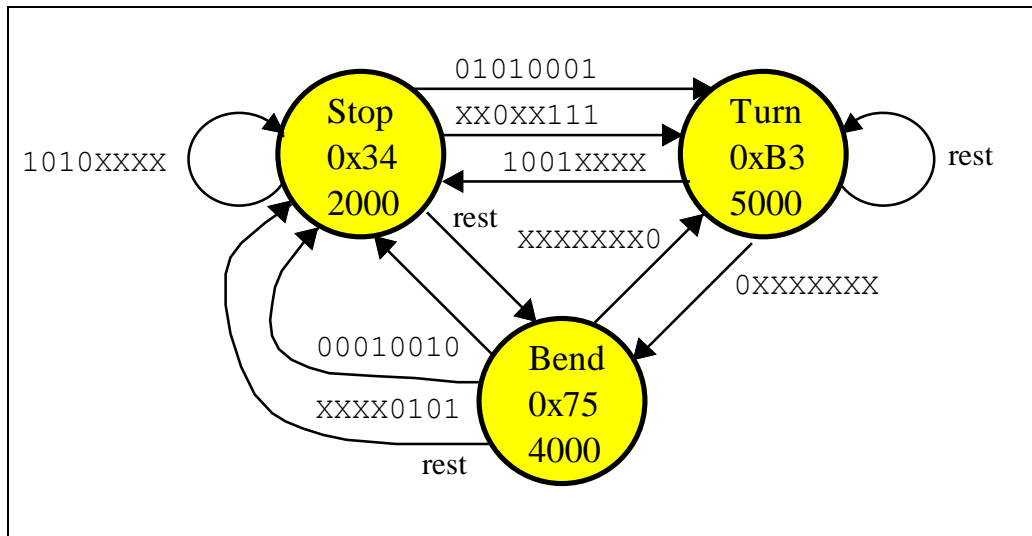 01010001
Stop
0x34
2000
XX0XX111
Turn
0xB3
5000
1010XXXX
1001XXXX
rest
rest
XXXXXXX0
0XXXXXXX
00010010
Bend
0x75
4000
XXXX0101
rest